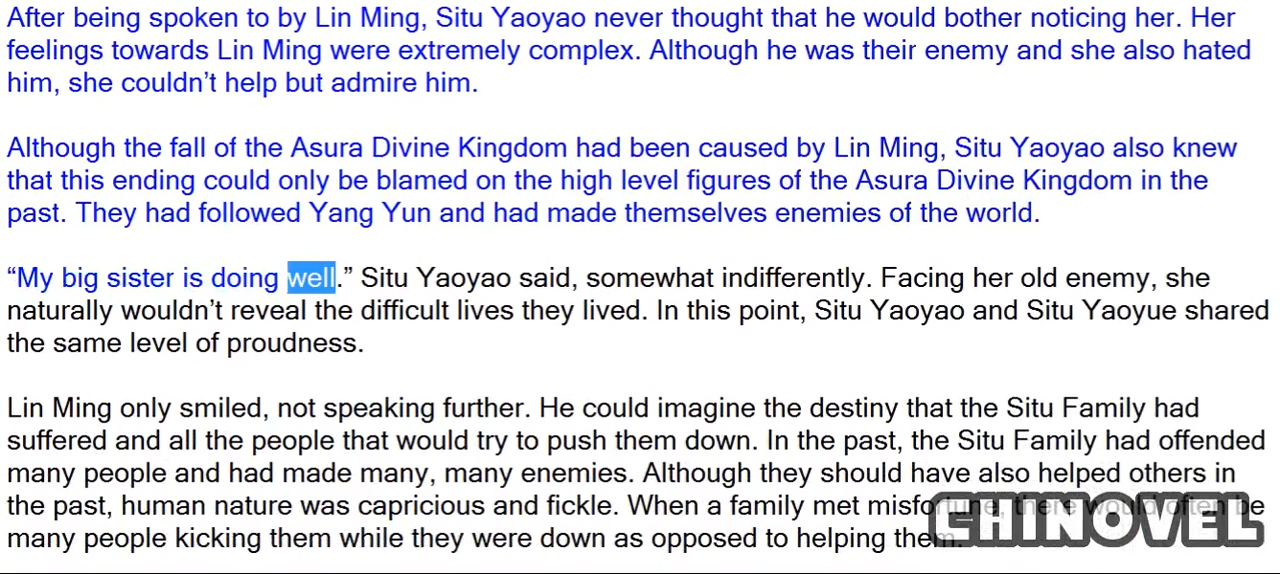 After being spoken to by Lin Ming, Situ Yaoyao never thought that he would bother noticing her. Her
feelings towards Lin Ming were extremely complex. Although he was their enemy and she also hated
him, she couldn’t help but admire him.
Although the fall of the Asura Divine Kingdom had been caused by Lin Ming, Situ Yaoyao also knew
that this ending could only be blamed on the high level figures of the Asura Divine Kingdom in the
past. They had followed Yang Yun and had made themselves enemies of the world.
“My big sister is doing well.” Situ Yaoyao said, somewhat indifferently. Facing her old enemy, she
naturally wouldn’t reveal the difficult lives they lived. In this point, Situ Yaoyao and Situ Yaoyue shared
the same level of proudness.
Lin Ming only smiled, not speaking further. He could imagine the destiny that the Situ Family had
suffered and all the people that would try to push them down. In the past, the Situ Family had offended
many people and had made many, many enemies. Although they should have also helped others in
the past, human nature was capricious and fickle. When a family met misfortune, there would often be
many people kicking them while they were down as opposed to helping them.
CHINOVEL